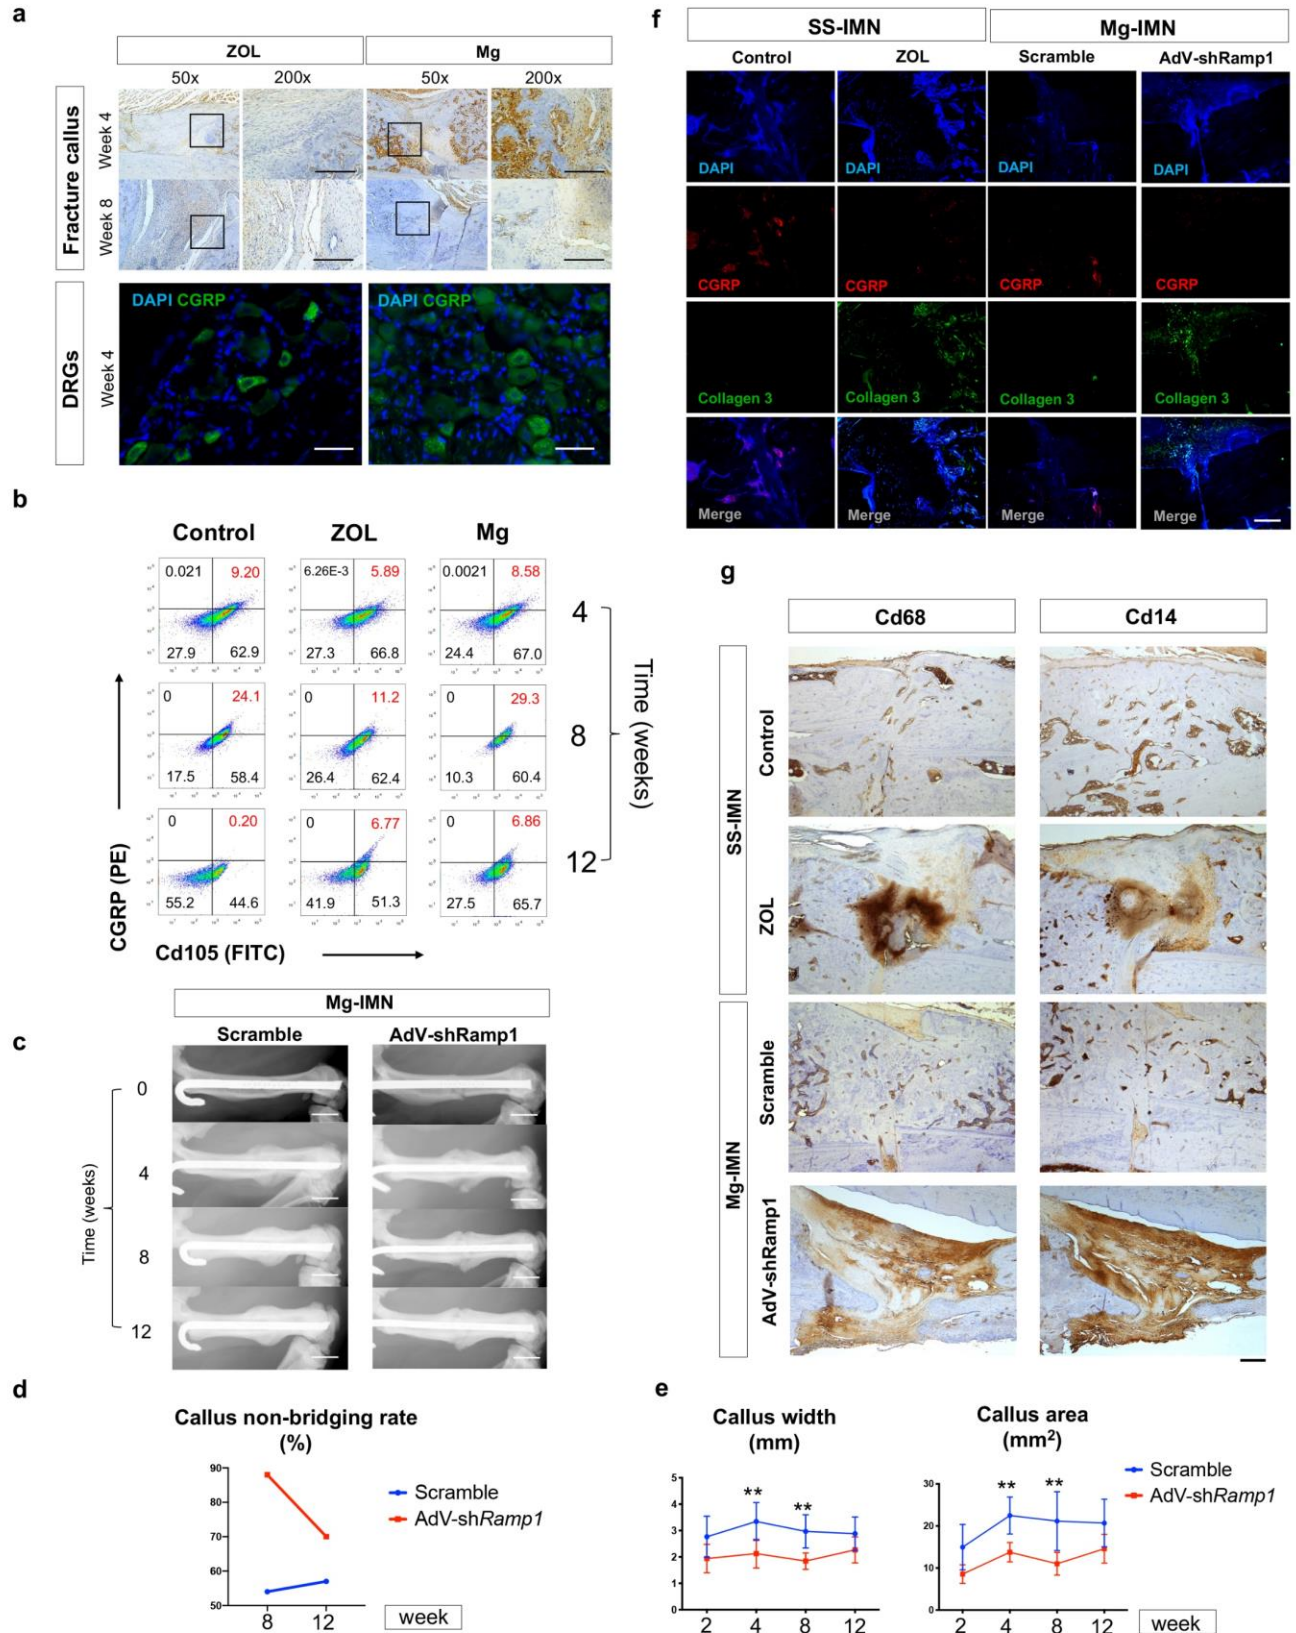 a
ZOL
Mg
50x
200x
50x
200x
Fracture callus
Week 4
Week 8
DRGs
Week 4
DAPI CGRP
DAPI CGRP
b
Control
ZOL
Mg
0.021
9.20
6.26E-3
5.89
0.0021
8.58
27.9
62.9
27.3
66.8
24.4
67.0
4
0
24.1
0
11.2
0
29.3
17.5
58.4
26.4
62.4
10.3
60.4
8
0
0.20
0
6.77
0
6.86
55.2
44.6
41.9
51.3
27.5
65.7
12
Time (weeks)
CGRP (PE)
Cd105 (FITC)
c
Mg-IMN
Scramble
AdV-shRamp1
Time (weeks)
0
4
8
12
d
Callus non-bridging rate
(%)
90
80
70
60
50
8
12
week
Scramble
AdV-shRamp1
f
SS-IMN
Mg-IMN
Control
ZOL
Scramble
AdV-shRamp1
DAPI
DAPI
DAPI
DAPI
CGRP
CGRP
CGRP
CGRP
Collagen 3
Collagen 3
Collagen 3
Collagen 3
Merge
Merge
Merge
Merge
g
Cd68
Cd14
SS-IMN
Control
ZOL
Mg-IMN
Scramble
AdV-shRamp1
e
Callus width
(mm)
5
4
3
2
1
0
**
**
2
4
8
12
Callus area
(mm²)
30
20
10
0
**
**
2
4
8
12
week
Scramble
AdV-shRamp1